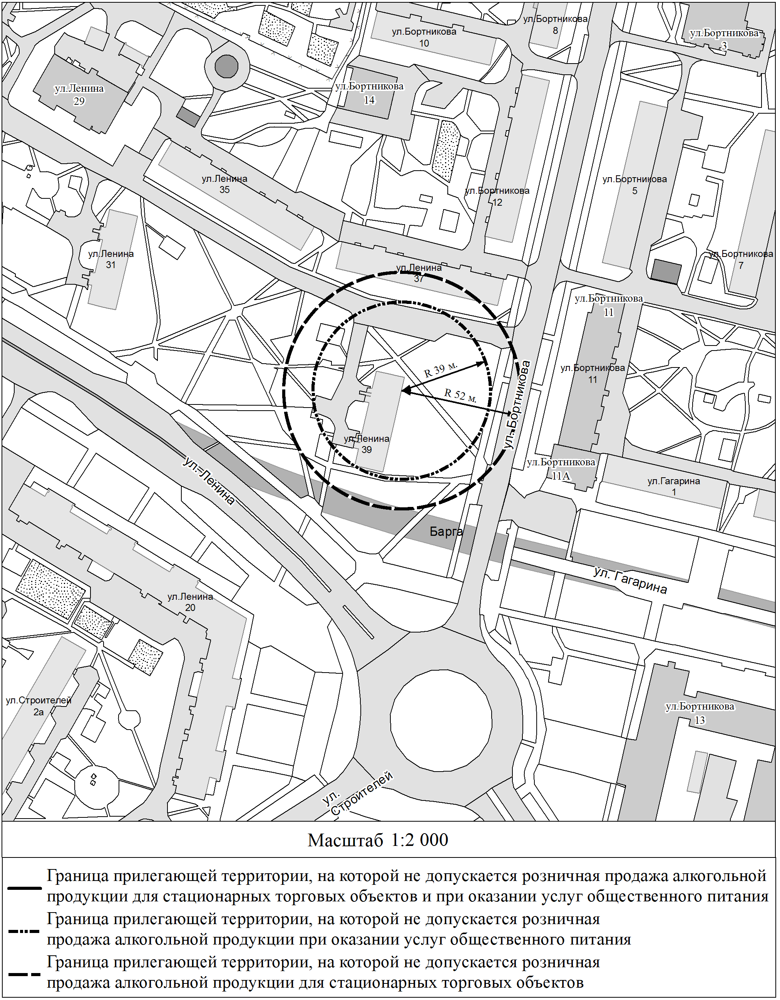 ул.Бортникова
8
ул.Бортникова
10
ул.Бортникова
3
ул.Ленина
29
ул.Бортникова
14
ул.Ленина
35
ул.Бортникова
12
ул.Бортникова
5
ул.Ленина
31
ул.Ленина
37
ул.Бортникова
7
ул.Бортникова
11
R 39 м.
R 52 м.
ул.Бортникова
11
ул. Бортникова
ул.Ленина
39
ул.Бортникова
11А
ул.Гагарина
1
ул. Ленина
Барга
ул. Гагарина
ул.Ленина
20
ул.Строителей
2а
ул.Бортникова
13
ул.
Строителей
Масштаб 1:2 000
Граница прилегающей территории, на которой не допускается розничная продажа алкогольной
продукции для стационарных торговых объектов и при оказании услуг общественного питания
Граница прилегающей территории, на которой не допускается розничная
продажа алкогольной продукции при оказании услуг общественного питания
Граница прилегающей территории, на которой не допускается розничная
продажа алкогольной продукции для стационарных торговых объектов